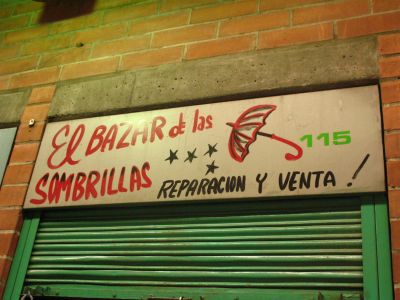 El BAZAR de las
SOMBRILLAS
115
REPARACION Y VENTA!